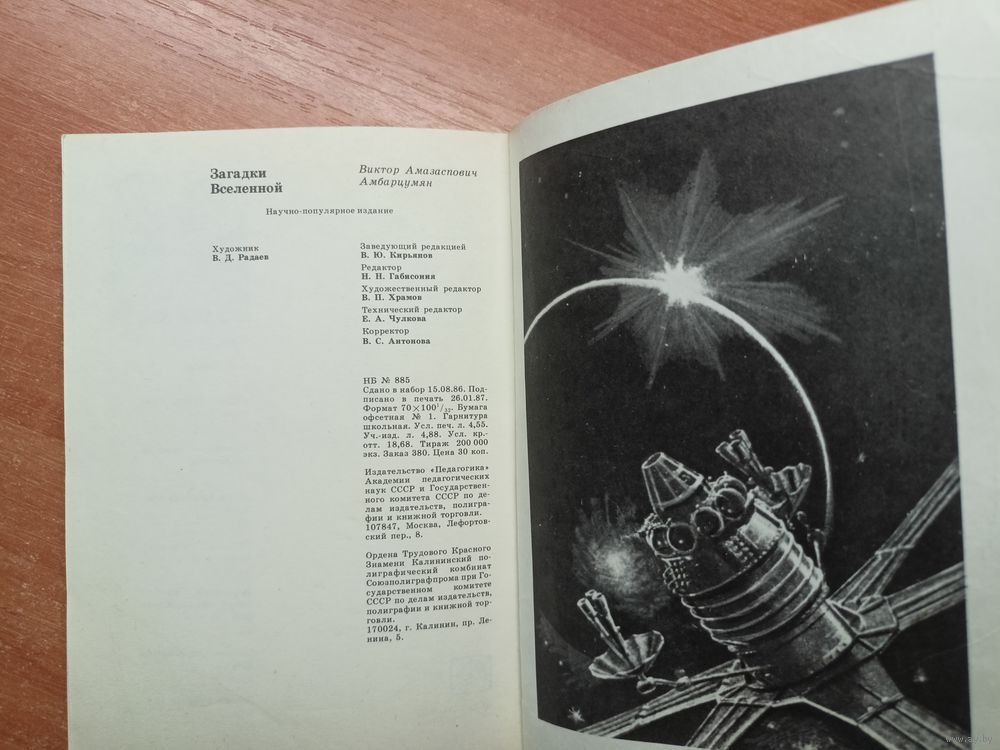 Загадки
Вселенной
Виктор Амазаспович
Амбарцумян
Научно-популярное издание
Художник
В. Д. Радаев
Заведующий редакцией
В. Ю. Кирьянов
Редактор
Н. Н. Габисония
Художественный редактор
В. П. Храмов
Технический редактор
Е. А. Чулкова
Корректор
В. С. Антонова
НБ № 885
Сдано в набор 15.08.86. Под-
писано в печать 26.01.87.
Формат 70×100¹/₃₂. Бумага
офсетная № 1. Гарнитура
школьная. Усл. печ. л. 4,55.
Уч.-изд. л. 4,88. Усл. кр.-
отт. 18,68. Тираж 200 000
экз. Заказ 380. Цена 30 коп.
Издательство «Педагогика»
Академии педагогических
наук СССР и Государствен-
ного комитета СССР по де-
лам издательств, полигра-
фии и книжной торговли.
107847, Москва, Лефортов-
ский пер., 8.
Ордена Трудового Красного
Знамени Калининский по-
лиграфический комбинат
Союзполиграфпрома при Го-
сударственном комитете
СССР по делам издательств,
полиграфии и книжной тор-
говли.
170024, г. Калинин, пр. Ле-
нина, 5.